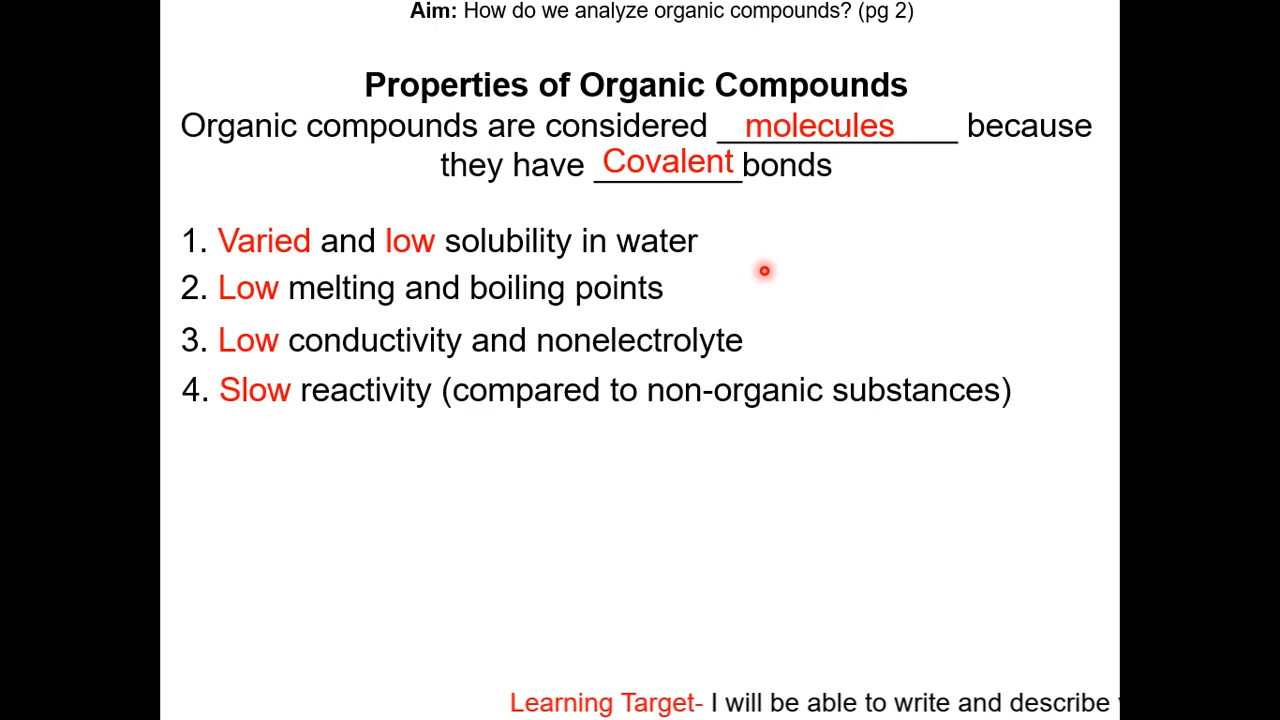 Aim: How do we analyze organic compounds? (pg 2)
Properties of Organic Compounds
Organic compounds are considered molecules because
they have Covalent bonds
1. Varied and low solubility in water
2. Low melting and boiling points
3. Low conductivity and nonelectrolyte
4. Slow reactivity (compared to non-organic substances)
Learning Target- I will be able to write and describe